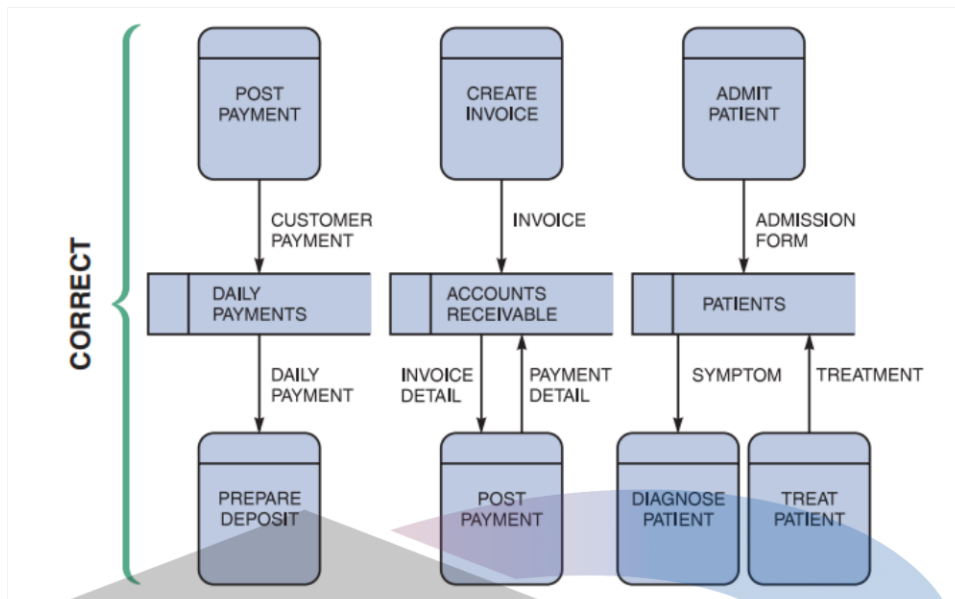 CORRECT
POST
PAYMENT
CREATE
INVOICE
ADMIT
PATIENT
CUSTOMER
PAYMENT
INVOICE
ADMISSION
FORM
DAILY
PAYMENTS
ACCOUNTS
RECEIVABLE
PATIENTS
DAILY
PAYMENT
INVOICE
DETAIL
PAYMENT
DETAIL
SYMPTOM
TREATMENT
PREPARE
DEPOSIT
POST
PAYMENT
DIAGNOSE
PATIENT
TREAT
PATIENT